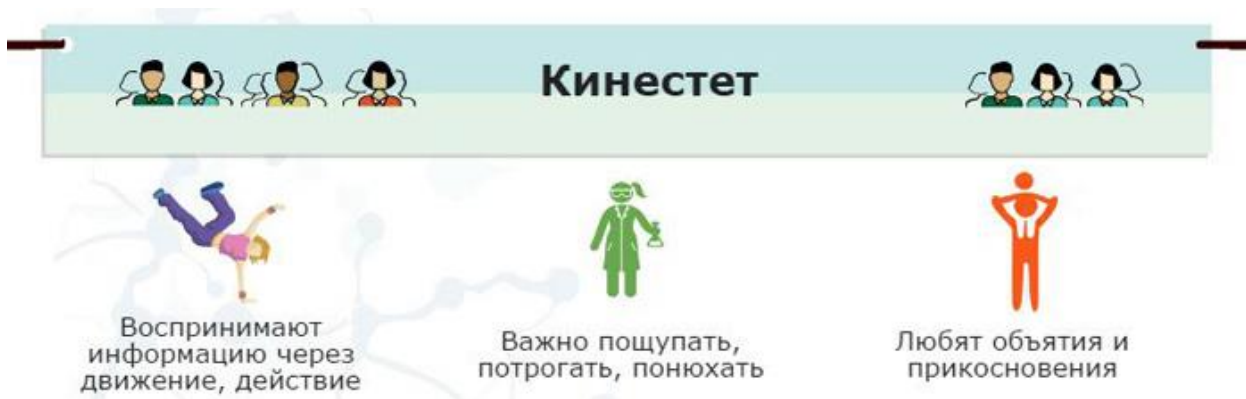 Кинестет
Воспринимают
информацию через
движение, действие
Важно пощупать,
потрогать, понюхать
Любят объятия и
прикосновения